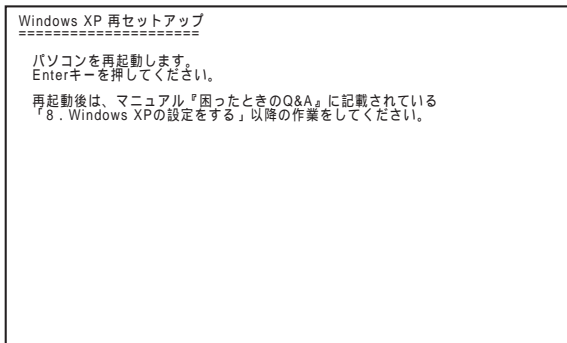 Windows XP 再セットアップ
=====================
パソコンを再起動します。
Enterキーを押してください。
再起動後は、マニュアル『困ったときのQ&A』に記載されている
「8．Windows XPの設定をする」以降の作業をしてください。